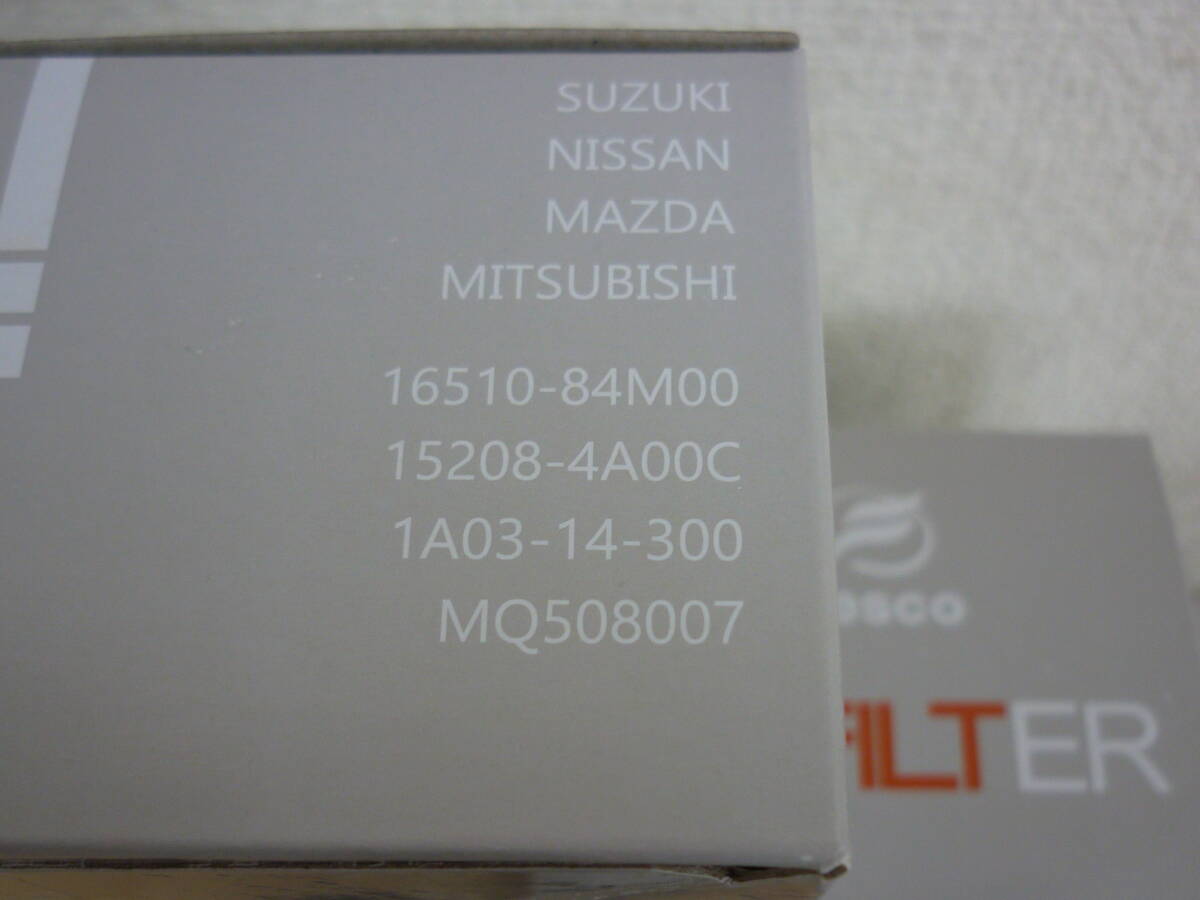 SUZUKI
NISSAN
MAZDA
MITSUBISHI
16510-84M00
15208-4A00C
1A03-14-300
MQ508007
FILTER